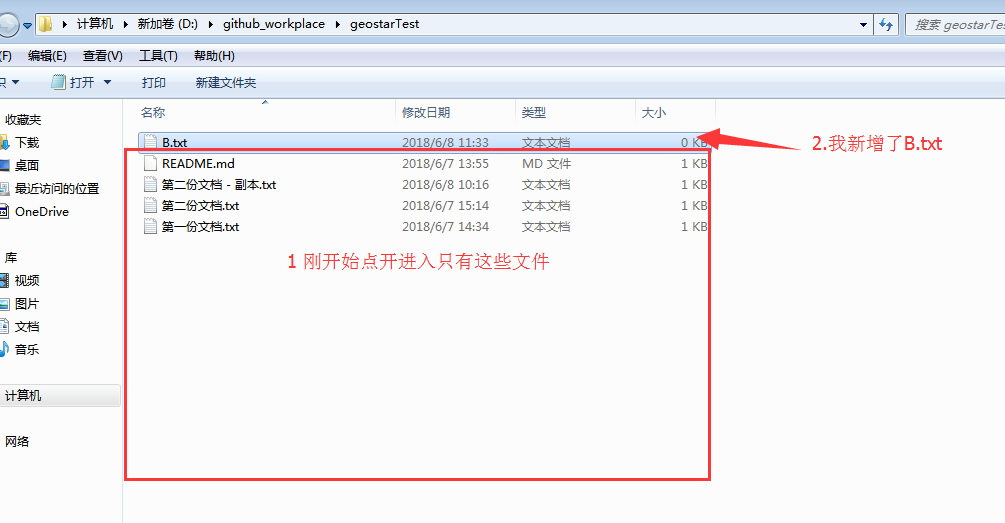 计算机 新加卷 (D:) github_workplace geostarTest
搜索 geostarTe
(F) 编辑(E) 查看(V) 工具(T) 帮助(H)
打开 打印 新建文件夹
名称 修改日期 类型 大小
收藏夹
下载
桌面
最近访问的位置
OneDrive
库
视频
图片
文档
音乐
计算机
网络
B.txt 2018/6/8 11:33 文本文档 0 KB
README.md 2018/6/7 13:55 MD 文件 1 KB
第二份文档 - 副本.txt 2018/6/8 10:16 文本文档 1 KB
第二份文档.txt 2018/6/7 15:14 文本文档 1 KB
第一份文档.txt 2018/6/7 14:34 文本文档 1 KB
2.我新增了B.txt
1 刚开始点开进入只有这些文件